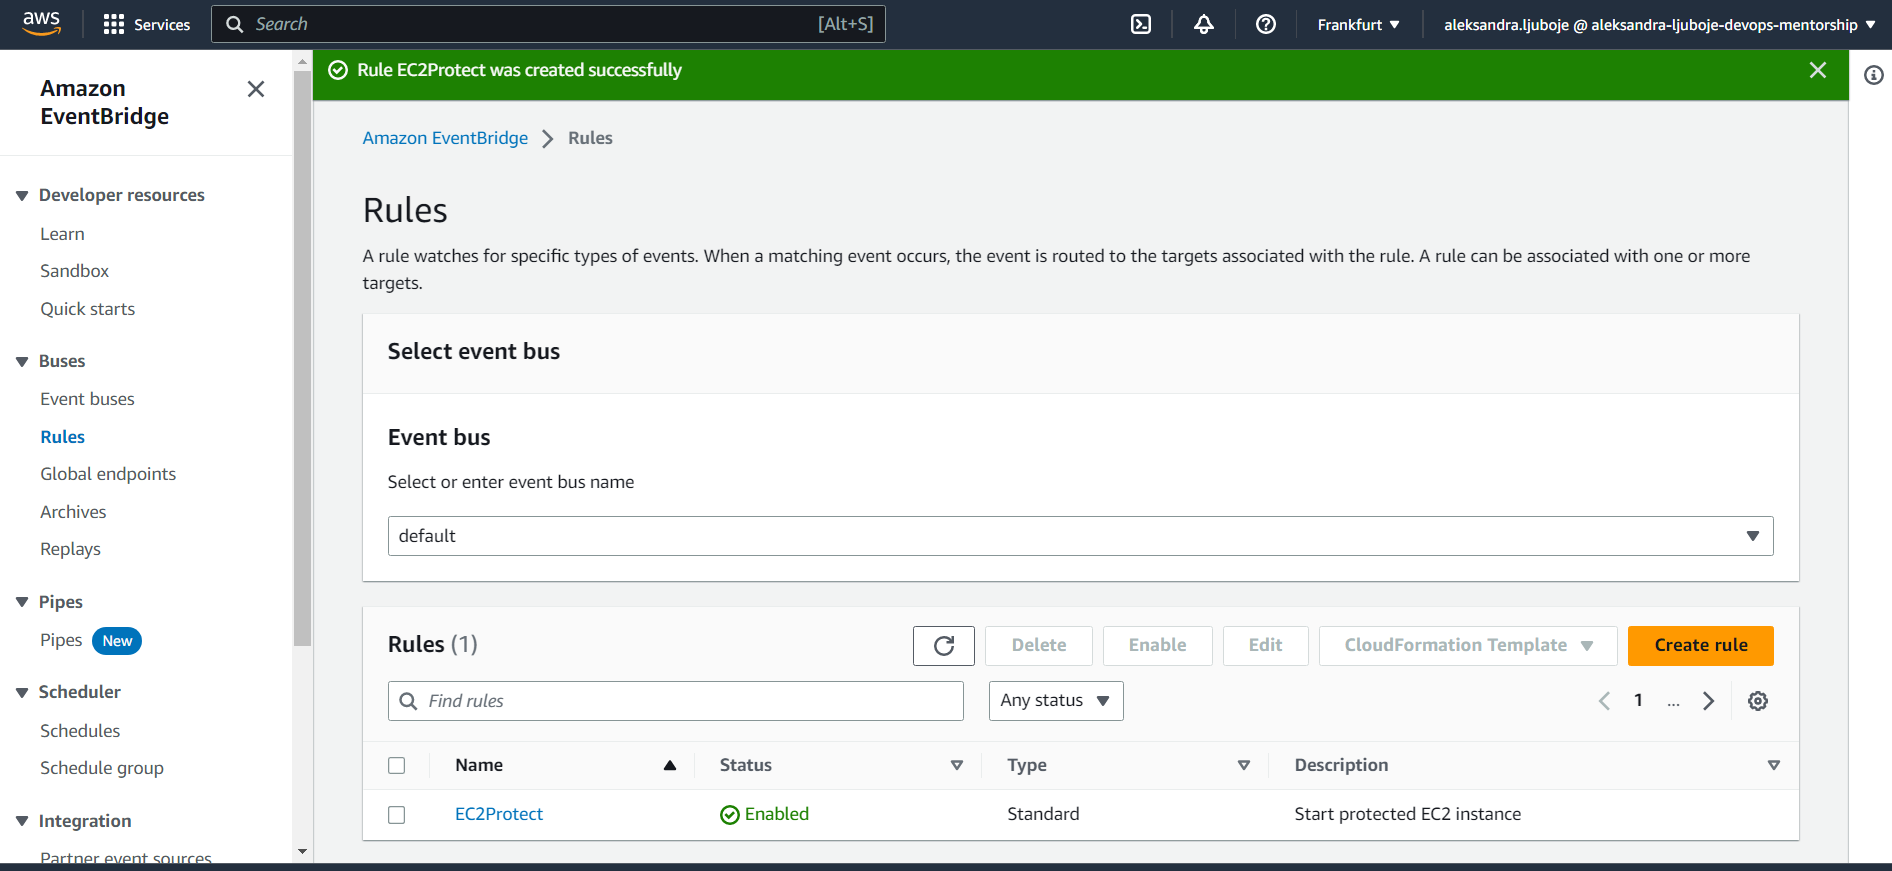 aws
Services
Search
[Alt+S]
Frankfurt
aleksandra.ljuboje @ aleksandra-ljuboje-devops-mentorship
Amazon
EventBridge
Developer resources
Learn
Sandbox
Quick starts
Buses
Event buses
Rules
Global endpoints
Archives
Replays
Pipes
Pipes New
Scheduler
Schedules
Schedule group
Integration
Partner event sources
Rule EC2Protect was created successfully
Amazon EventBridge Rules
Rules
A rule watches for specific types of events. When a matching event occurs, the event is routed to the targets associated with the rule. A rule can be associated with one or more
targets.
Select event bus
Event bus
Select or enter event bus name
default
Rules (1)
Delete
Enable
Edit
CloudFormation Template
Create rule
Find rules
Any status
1 ...
Name Status Type Description
EC2Protect Enabled Standard Start protected EC2 instance